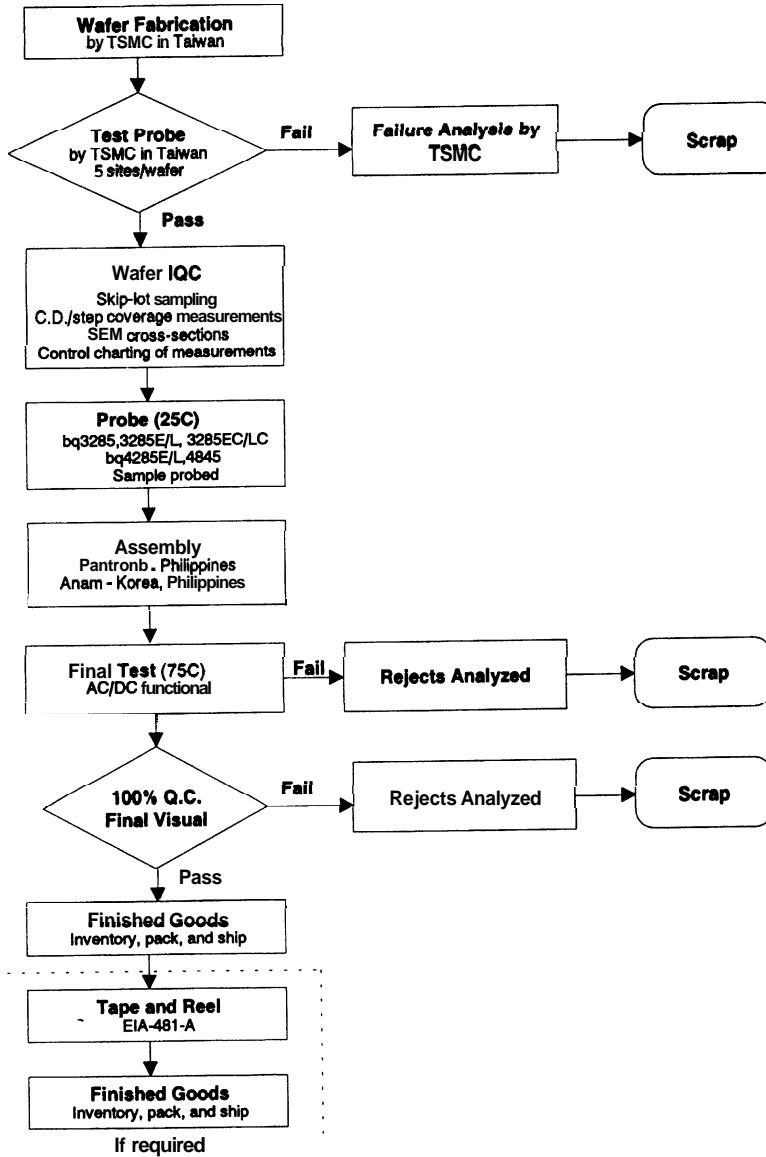 Wafer Fabrication
by TSMC in Taiwan
Test Probe
by TSMC in Taiwan
5 sites/wafer
Fail
Failure Analysis by
TSMC
Scrap
Pass
Wafer IQC
Skip-lot sampling
C.D./step coverage measurements
SEM cross-sections
Control charting of measurements
Probe (25C)
bq3285,3285E/L, 3285EC/LC
bq4285E/L,4845
Sample probed
Assembly
Pantronb . Philippines
Anam - Korea, Philippines
Final Test (75C)
AC/DC functional
Fail
Rejects Analyzed
Scrap
100% Q.C.
Final Visual
Fail
Rejects Analyzed
Scrap
Pass
Finished Goods
Inventory, pack, and ship
Tape and Reel
EIA-481-A
Finished Goods
Inventory, pack, and ship
If required